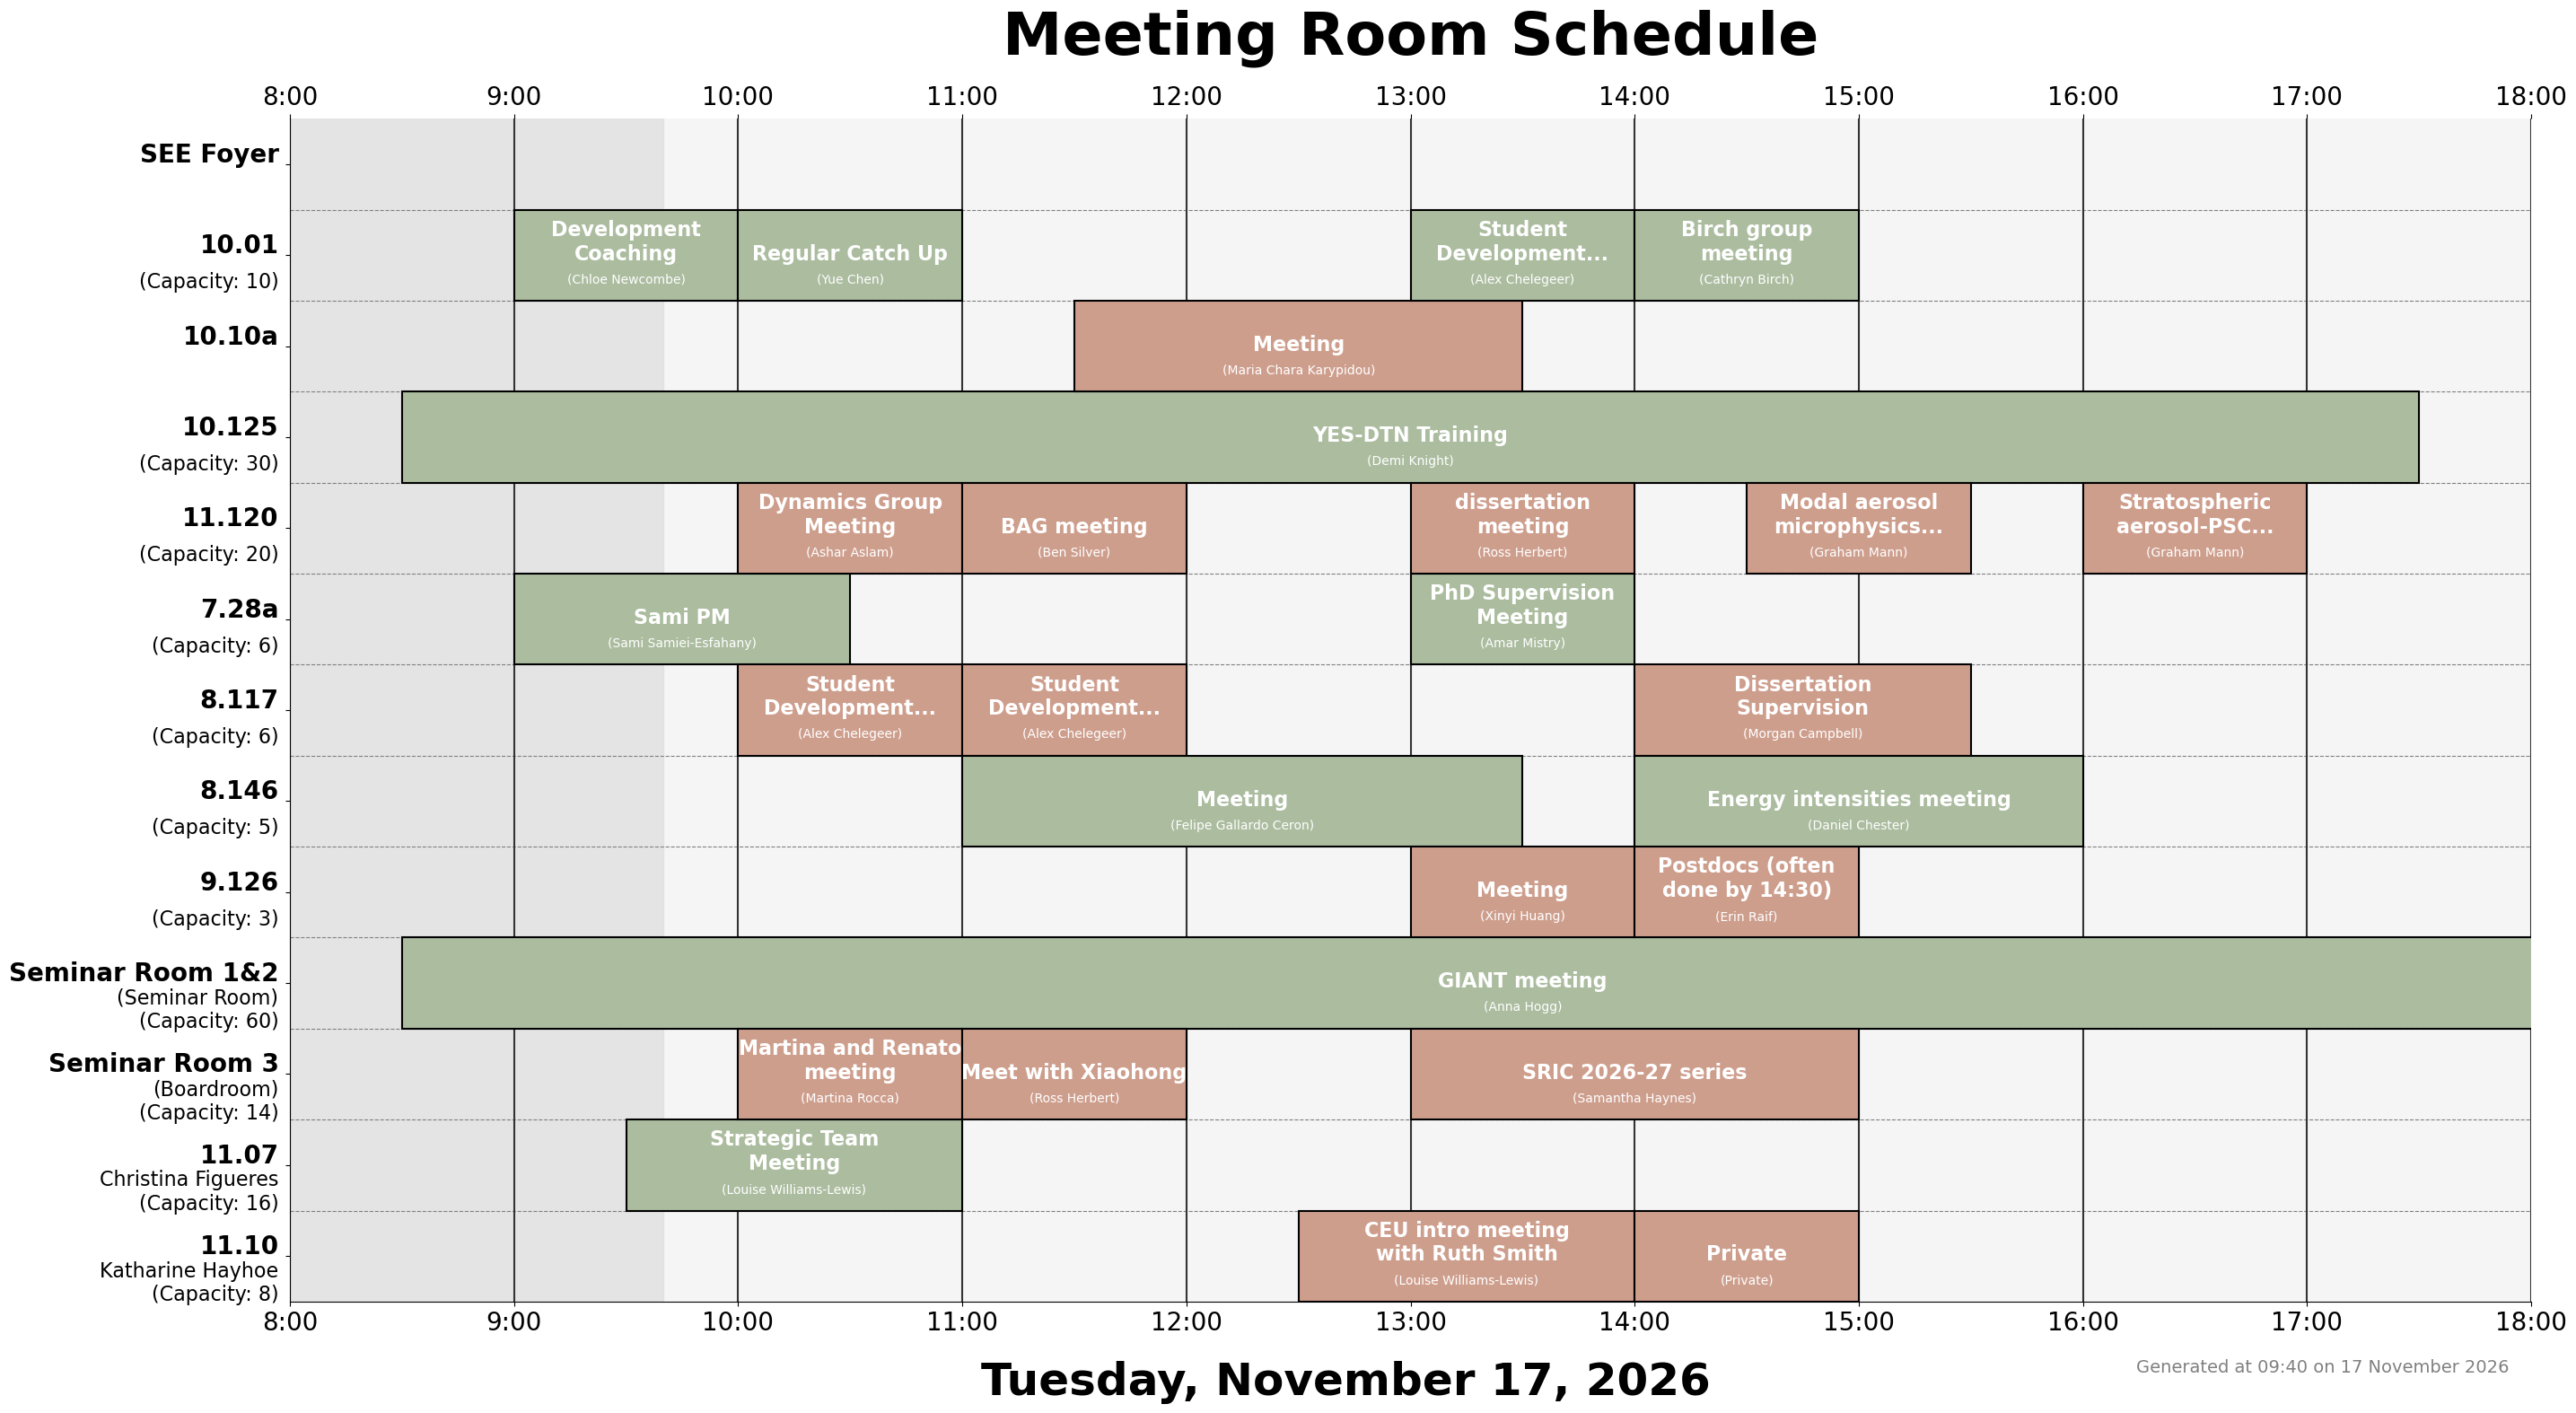 Meeting Room Schedule
8:00 9:00 10:00 11:00 12:00 13:00 14:00 15:00 16:00 17:00 18:00
SEE Foyer
10.01
(Capacity: 10)
Development
Coaching
(Chloe Newcombe)
Regular Catch Up
(Yue Chen)
Student
Development...
(Alex Chelegeer)
Birch group
meeting
(Cathryn Birch)
10.10a
Meeting
(Maria Chara Karypidou)
10.125
(Capacity: 30)
YES-DTN Training
(Demi Knight)
11.120
(Capacity: 20)
Dynamics Group
Meeting
(Ashar Aslam)
BAG meeting
(Ben Silver)
dissertation
meeting
(Ross Herbert)
Modal aerosol
microphysics...
(Graham Mann)
Stratospheric
aerosol-PSC...
(Graham Mann)
7.28a
(Capacity: 6)
Sami PM
(Sami Samiei-Esfahany)
PhD Supervision
Meeting
(Amar Mistry)
8.117
(Capacity: 6)
Student
Development...
(Alex Chelegeer)
Student
Development...
(Alex Chelegeer)
Dissertation
Supervision
(Morgan Campbell)
8.146
(Capacity: 5)
Meeting
(Felipe Gallardo Ceron)
Energy intensities meeting
(Daniel Chester)
9.126
(Capacity: 3)
Meeting
(Xinyi Huang)
Postdocs (often
done by 14:30)
(Erin Raif)
Seminar Room 1&2
(Seminar Room)
(Capacity: 60)
GIANT meeting
(Anna Hogg)
Seminar Room 3
(Boardroom)
(Capacity: 14)
Martina and Renato
meeting
(Martina Rocca)
Meet with Xiaohong
(Ross Herbert)
SRIC 2026-27 series
(Samantha Haynes)
11.07
Christina Figueres
(Capacity: 16)
Strategic Team
Meeting
(Louise Williams-Lewis)
11.10
Katharine Hayhoe
(Capacity: 8)
CEU intro meeting
with Ruth Smith
(Louise Williams-Lewis)
Private
(Private)
8:00 9:00 10:00 11:00 12:00 13:00 14:00 15:00 16:00 17:00 18:00
Tuesday, November 17, 2026
Generated at 09:40 on 17 November 2026